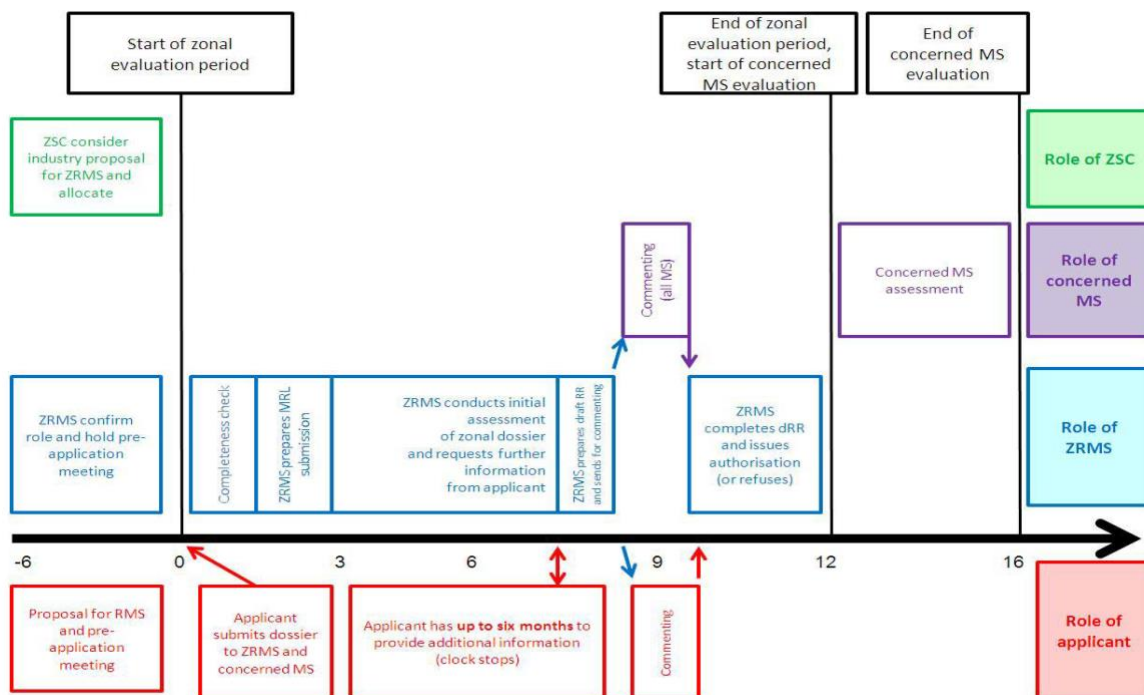 Start of zonal
evaluation period
End of zonal
evaluation period,
start of concerned
MS evaluation
End of
concerned MS
evaluation
ZSC consider
industry proposal
for ZRMS and
allocate
Role of ZSC
Commenting
(all MS)
Concerned MS
assessment
Role of
concerned
MS
ZRMS confirm
role and hold pre-
application
meeting
Completeness check
ZRMS prepares MRL
submission
ZRMS conducts initial
assessment
of zonal dossier
and requests further
information
from applicant
ZRMS prepares draft RR
and sends for commenting
ZRMS
completes dRR
and issues
authorisation
(or refuses)
Role of
ZRMS
-6 0 3 6 9 12 16
Proposal for RMS
and pre-
application
meeting
Applicant
submits dossier
to ZRMS and
concerned MS
Applicant has up to six months to
provide additional information
(clock stops)
Commenting
Role of
applicant